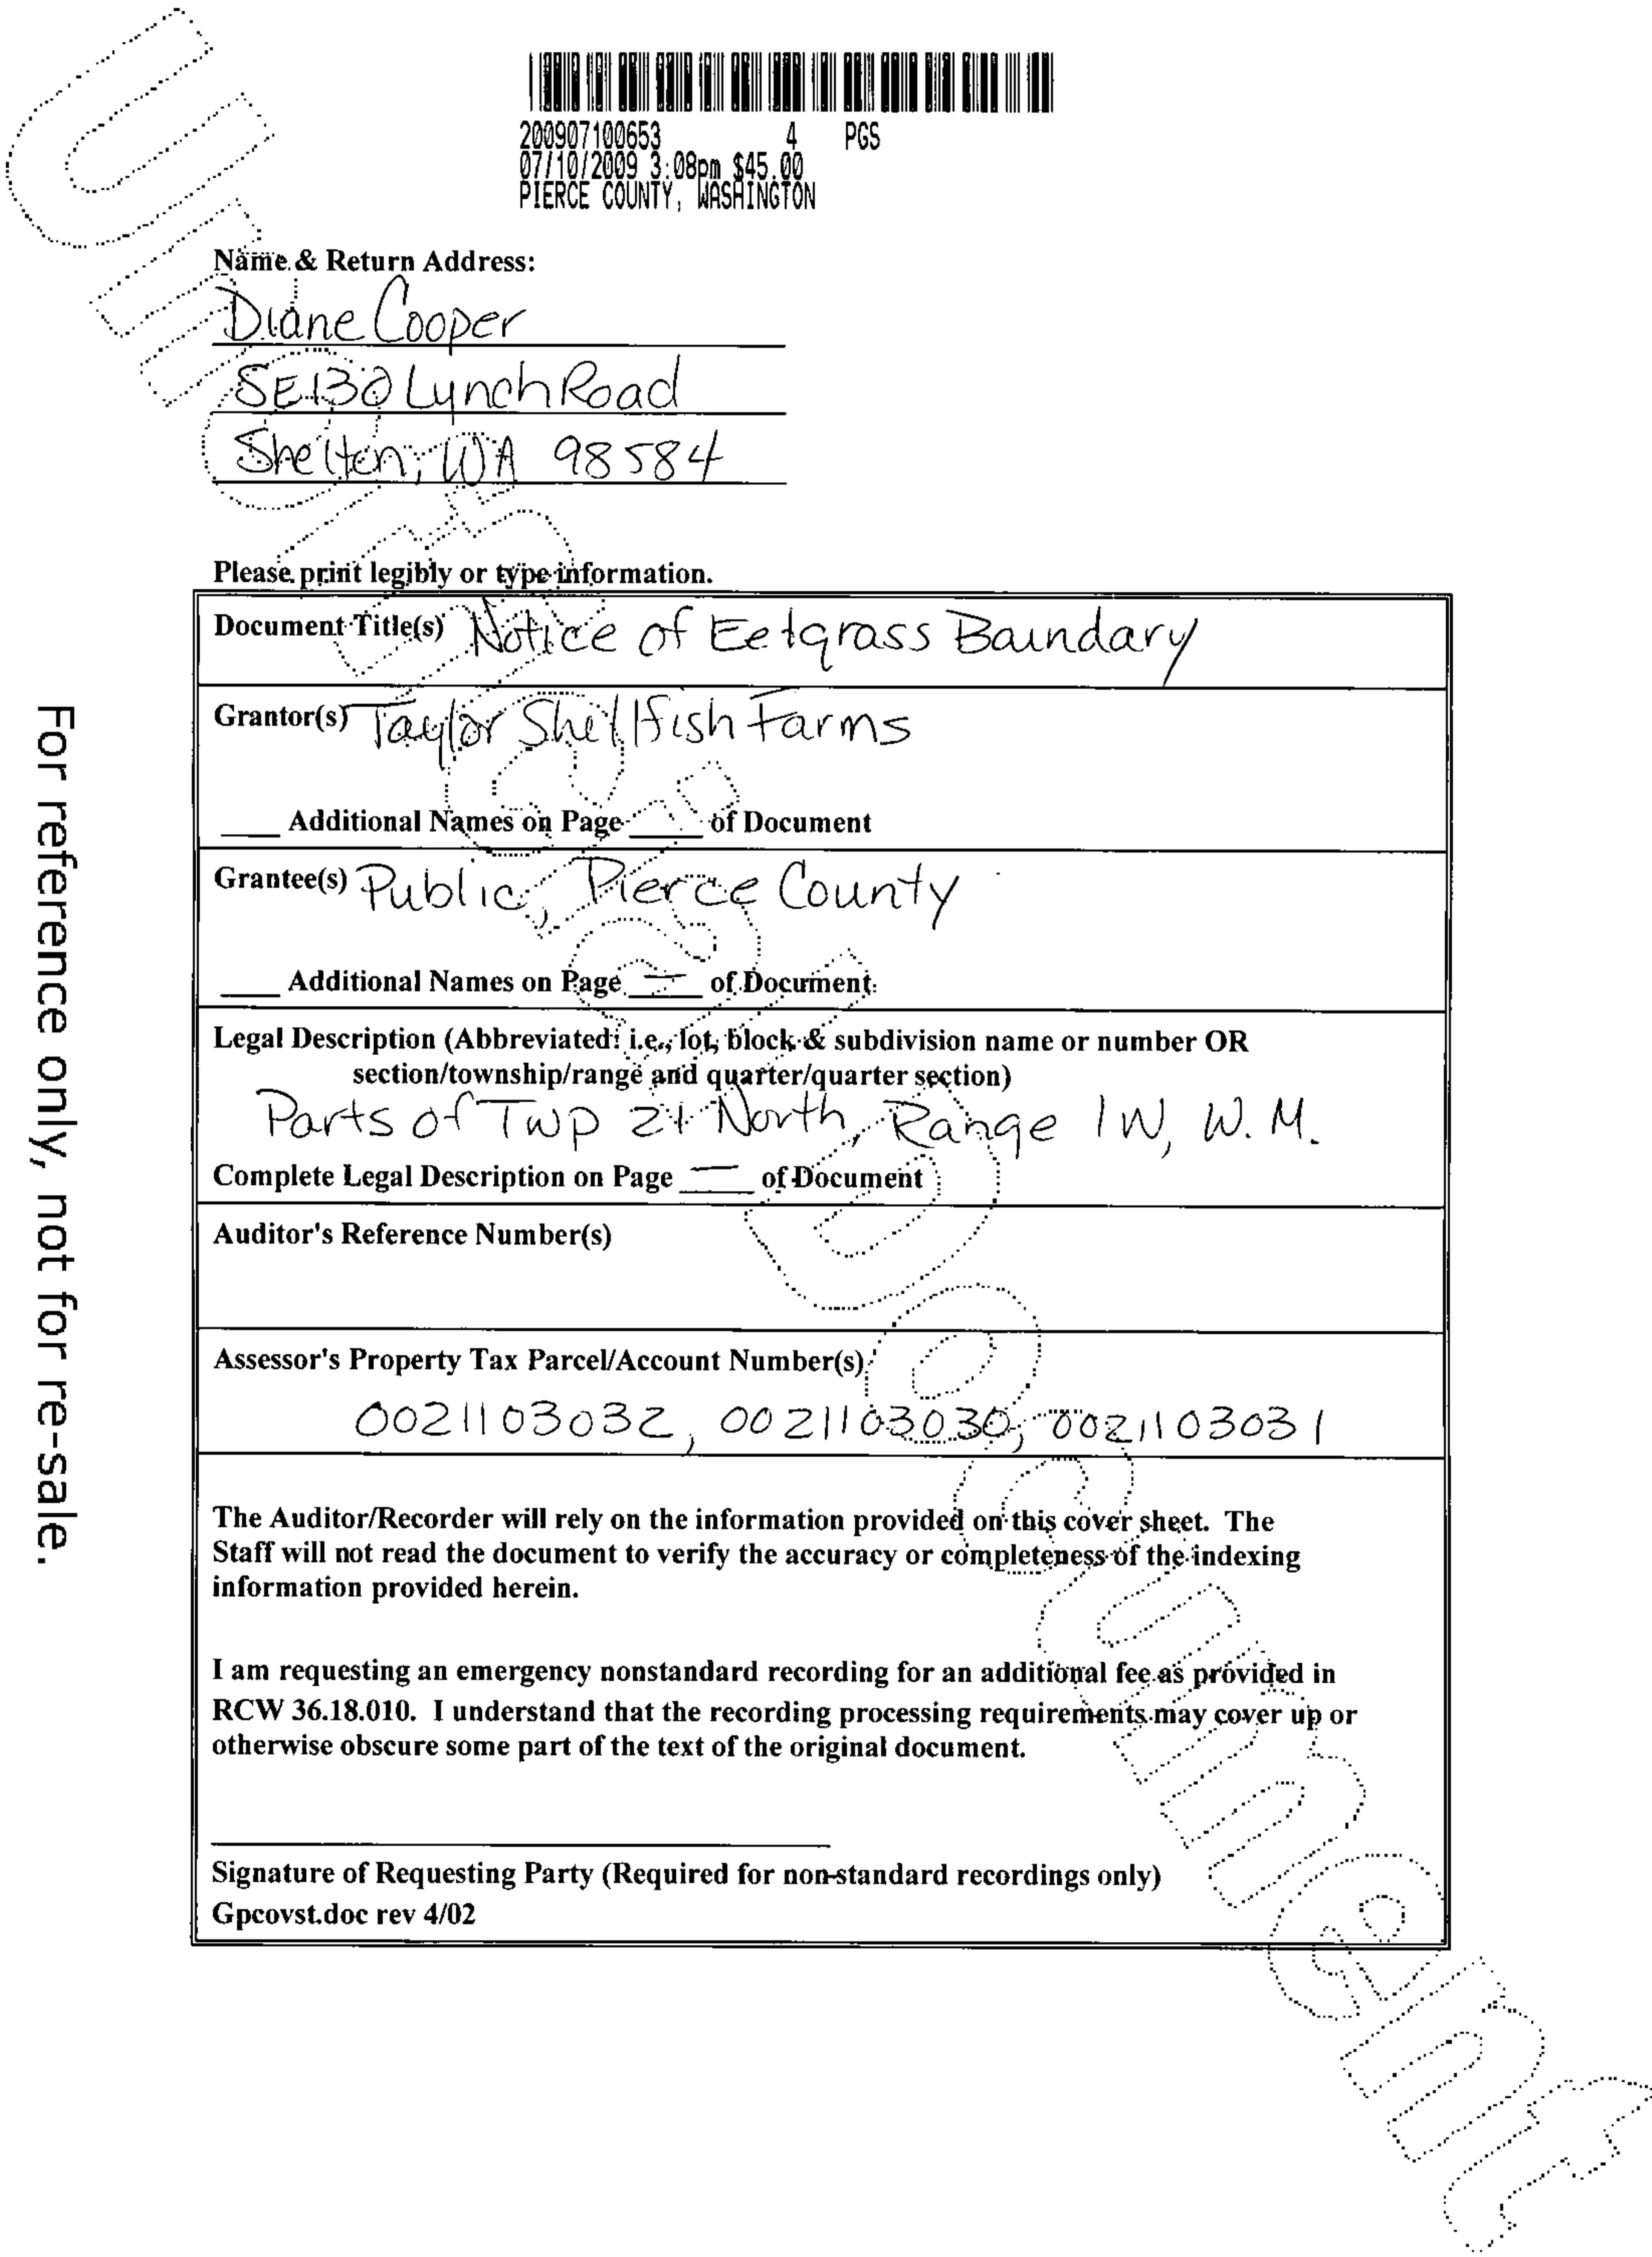 200907100653 4 PGS
07/10/2009 3:08pm $45.00
PIERCE COUNTY, WASHINGTON
Name & Return Address:
Diane Cooper
SE 130 Lynch Road
Shelton, WA 98584
Please print legibly or type information.
Document Title(s) Notice of Eelgrass Boundary
Grantor(s) Taylor Shellfish Farms
____ Additional Names on Page ____ of Document
Grantee(s) Public, Pierce County
____ Additional Names on Page ____ of Document
Legal Description (Abbreviated: i.e., lot, block & subdivision name or number OR
section/township/range and quarter/quarter section)
Parts of Twp 21 North, Range 1W, W.M.
Complete Legal Description on Page ____ of Document
Auditor's Reference Number(s)
Assessor's Property Tax Parcel/Account Number(s)
0021103032, 0021103030, 0021103031
The Auditor/Recorder will rely on the information provided on this cover sheet. The
Staff will not read the document to verify the accuracy or completeness of the indexing
information provided herein.
I am requesting an emergency nonstandard recording for an additional fee as provided in
RCW 36.18.010. I understand that the recording processing requirements may cover up or
otherwise obscure some part of the text of the original document.
Signature of Requesting Party (Required for non-standard recordings only)
Gpcovst.doc rev 4/02
For reference only, not for re-sale.
Unofficial Document